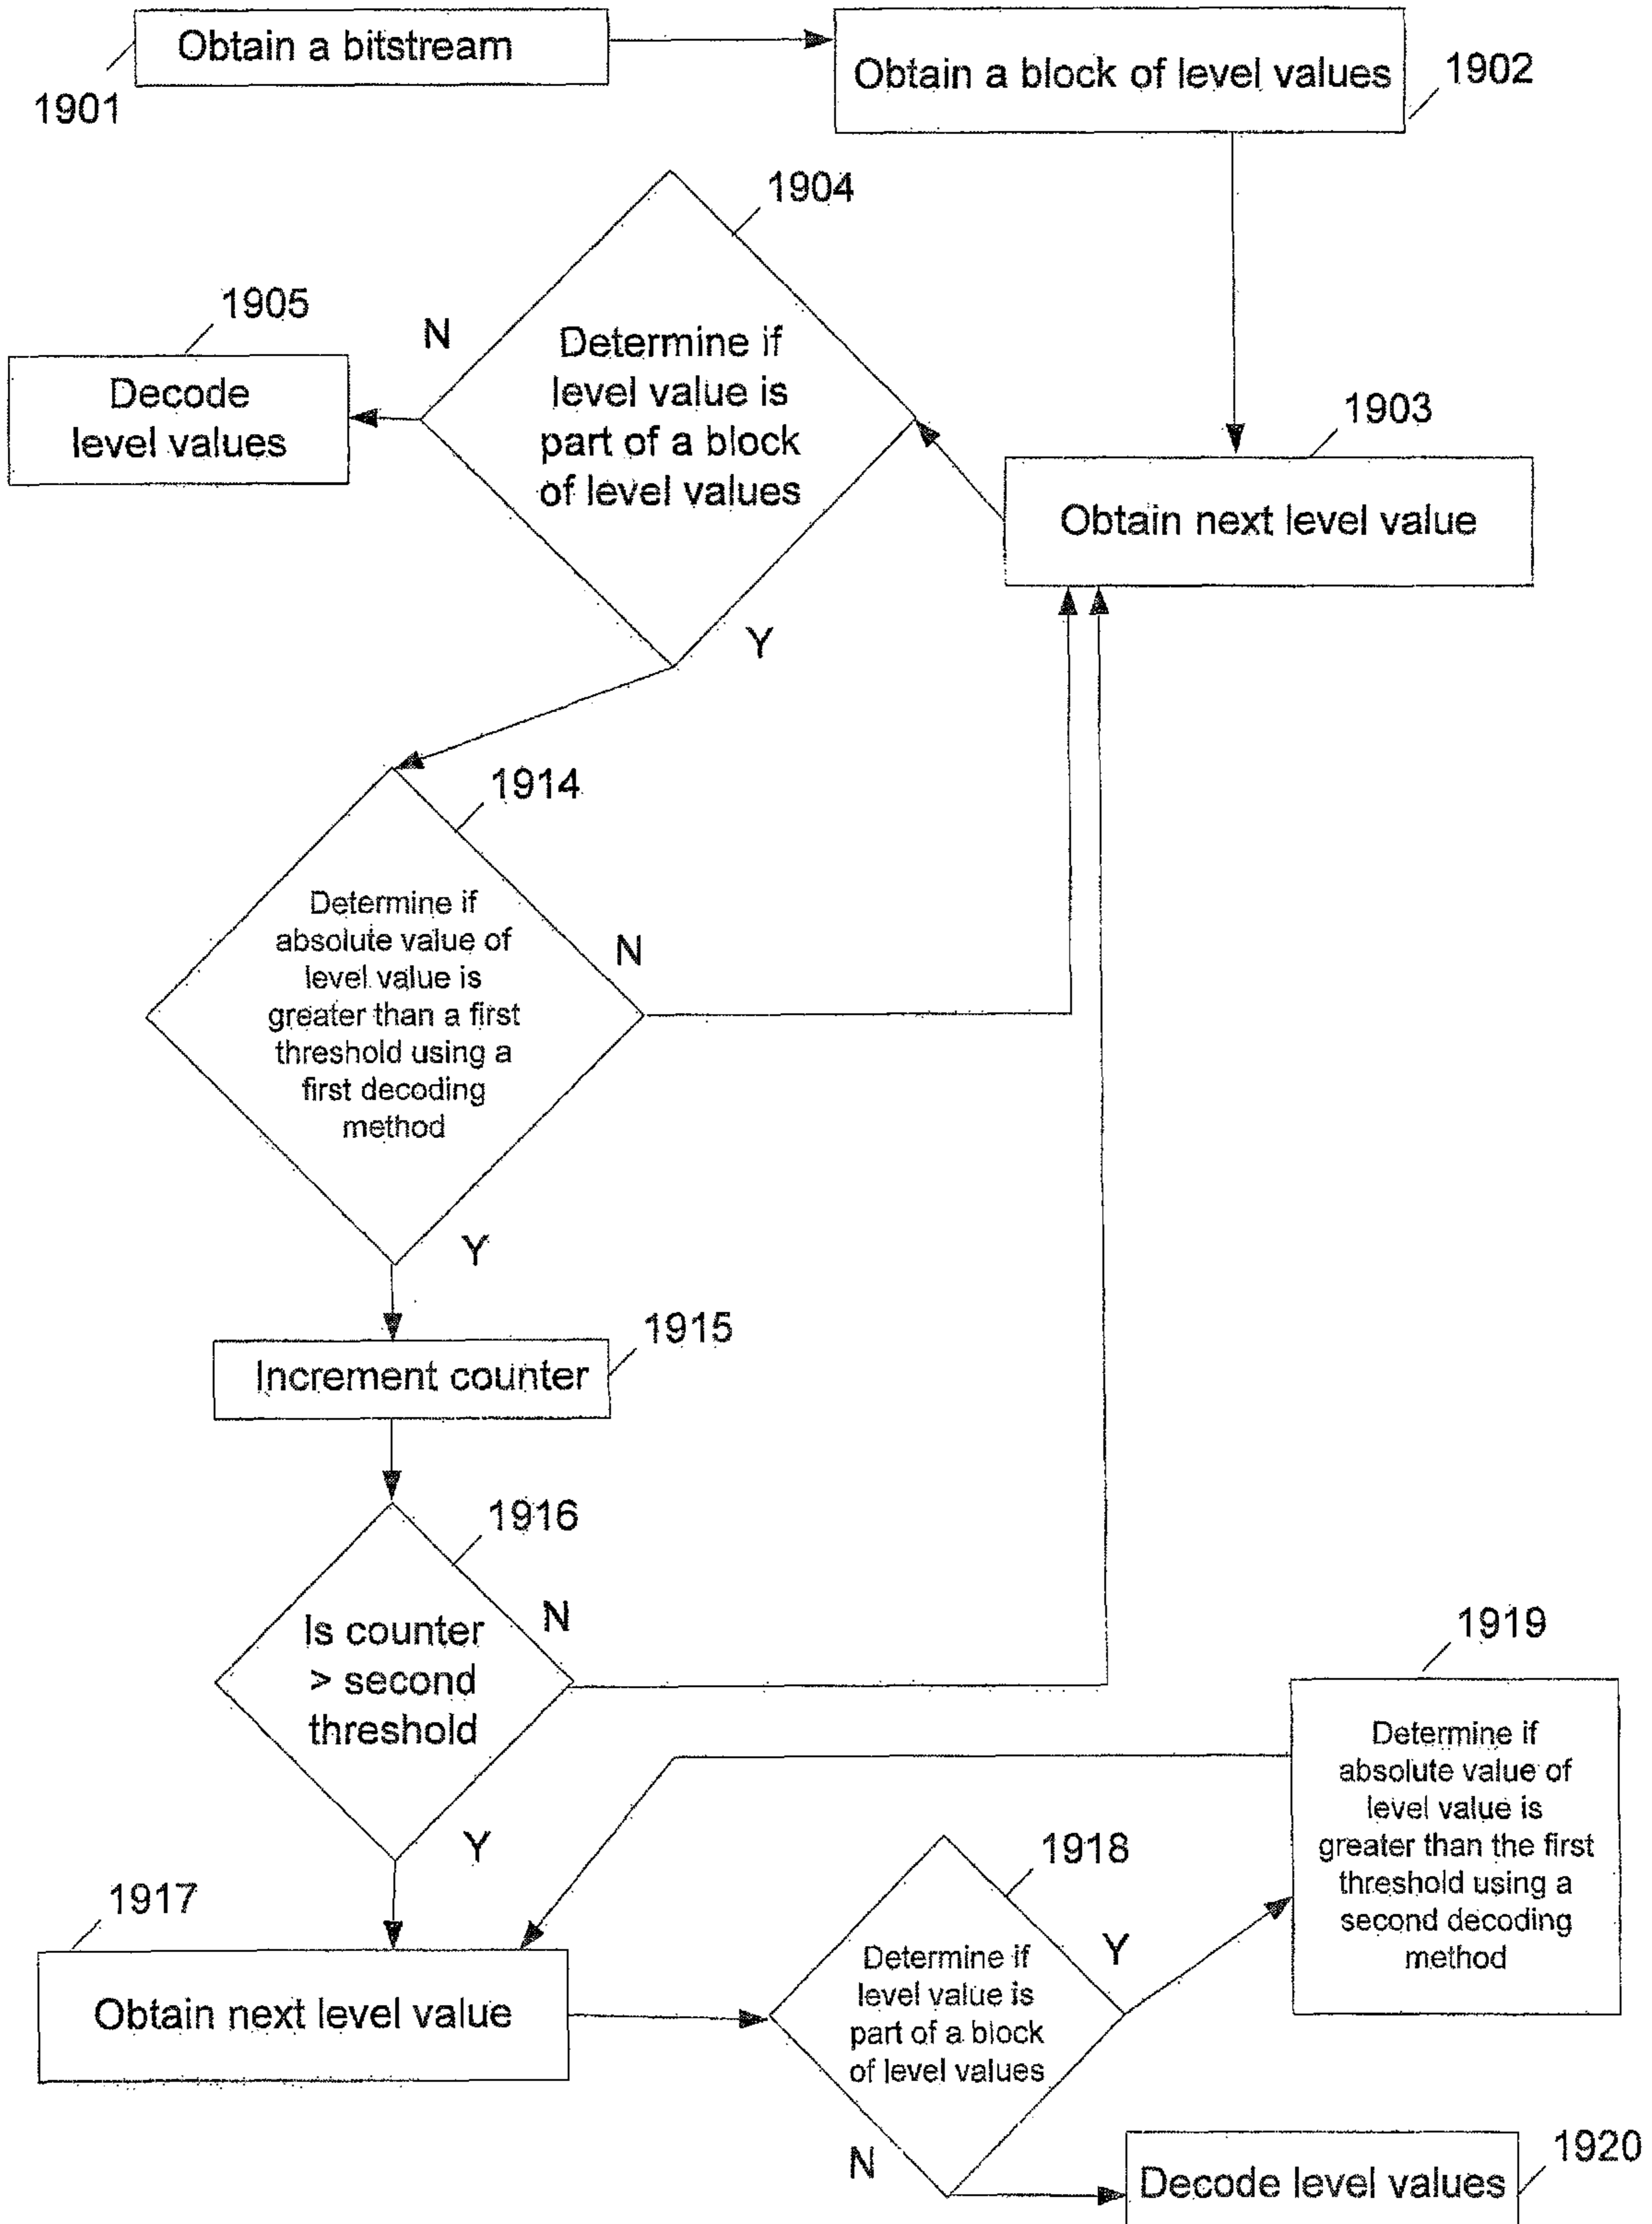 Obtain a bitstream
1901
Obtain a block of level values
1902
1904
Determine if
level value is
part of a block
of level values
N
Y
1905
Decode
level values
1903
Obtain next level value
1914
Determine if
absolute value of
level value is
greater than a first
threshold using a
first decoding
method
N
Y
1915
Increment counter
1916
Is counter
> second
threshold
N
Y
1919
Determine if
absolute value of
level value is
greater than the first
threshold using a
second decoding
method
1917
Obtain next level value
1918
Determine if
level value is
part of a block
of level values
Y
N
1920
Decode level values